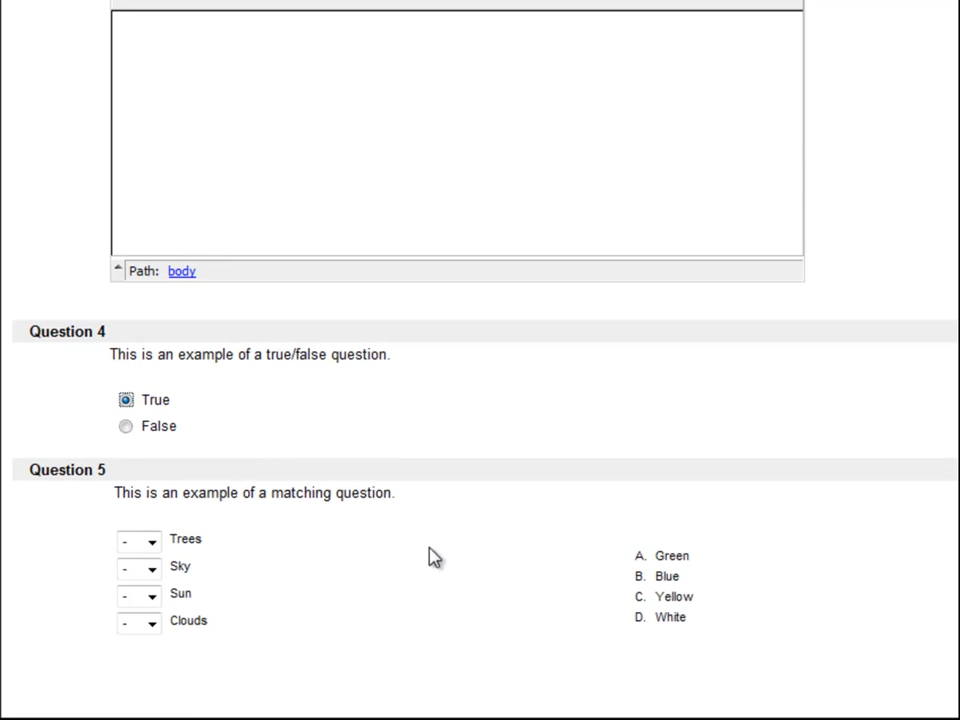 Path: body
Question 4
This is an example of a true/false question.
True
False
Question 5
This is an example of a matching question.
- Trees
- Sky
- Sun
- Clouds
A. Green
B. Blue
C. Yellow
D. White